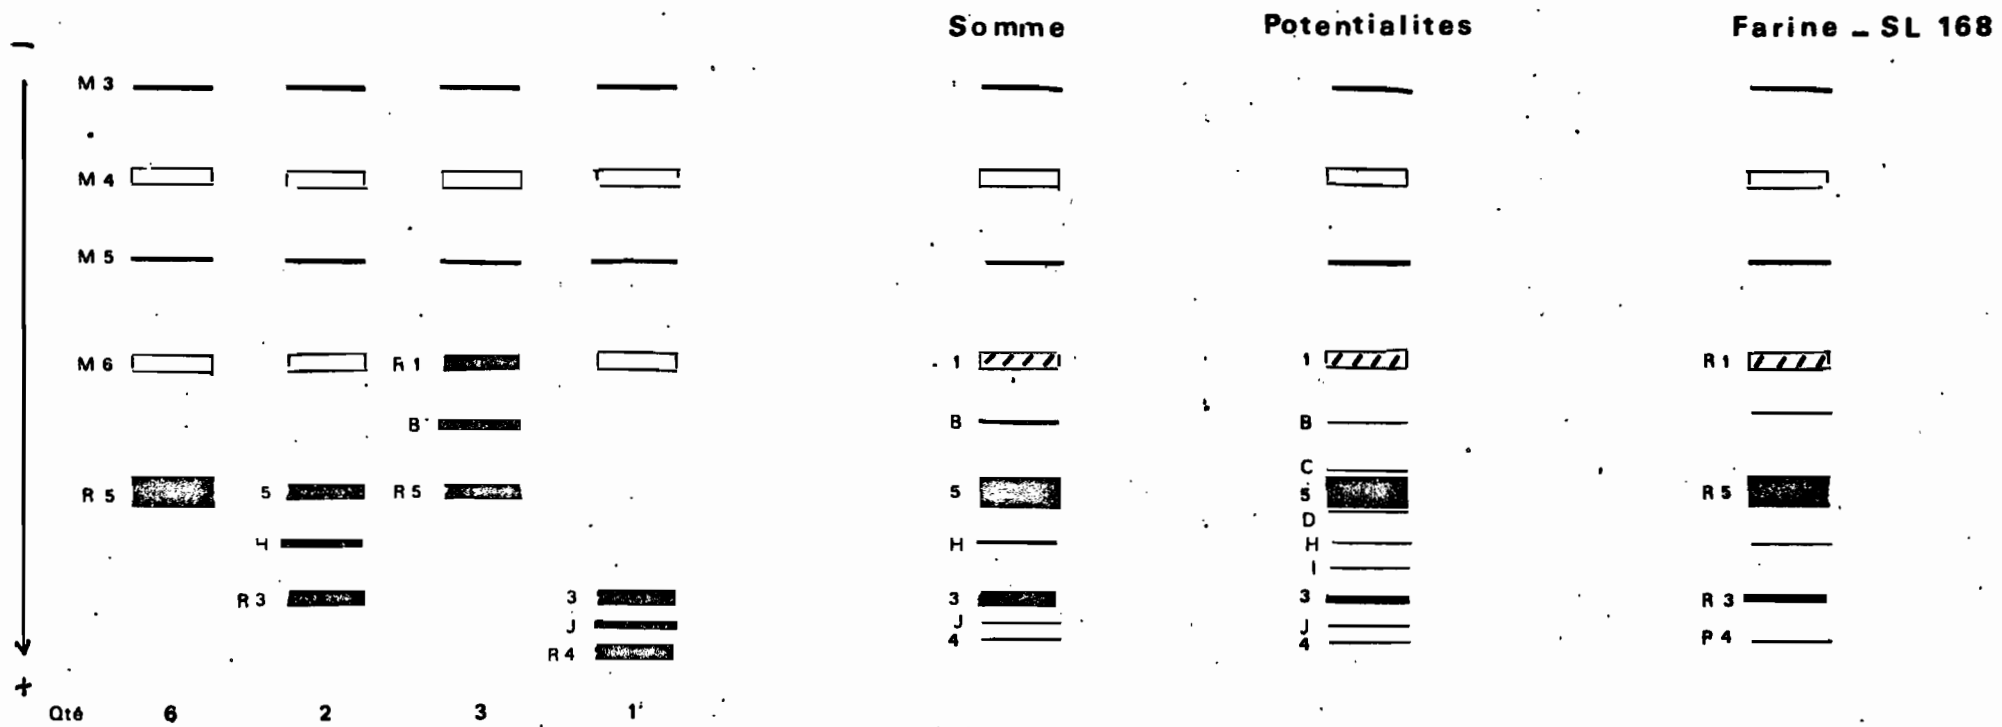 Somme Potentialites Farine - SL 168
-
M 3
M 4
M 5
M 6 R 1 1 1 R 1
B B B
C
R 5 5 R 5 5 5 R 5
D
H H H
I
R 3 3 3 3 R 3
J J J
R 4 4 4 P 4
+
Qté 6 2 3 1